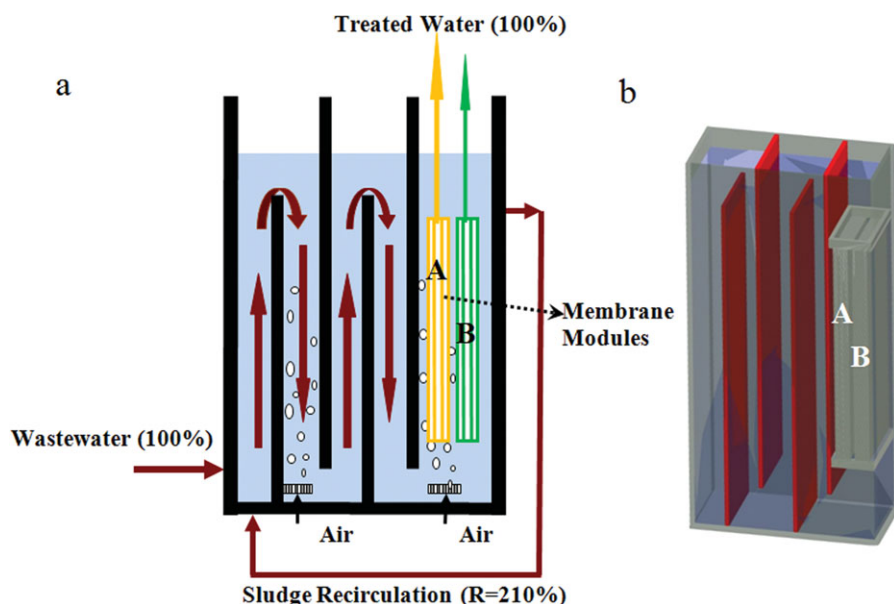 Treated Water (100%)
a
b
A
B
Membrane
Modules
A
B
Wastewater (100%)
Air
Air
Sludge Recirculation (R=210%)